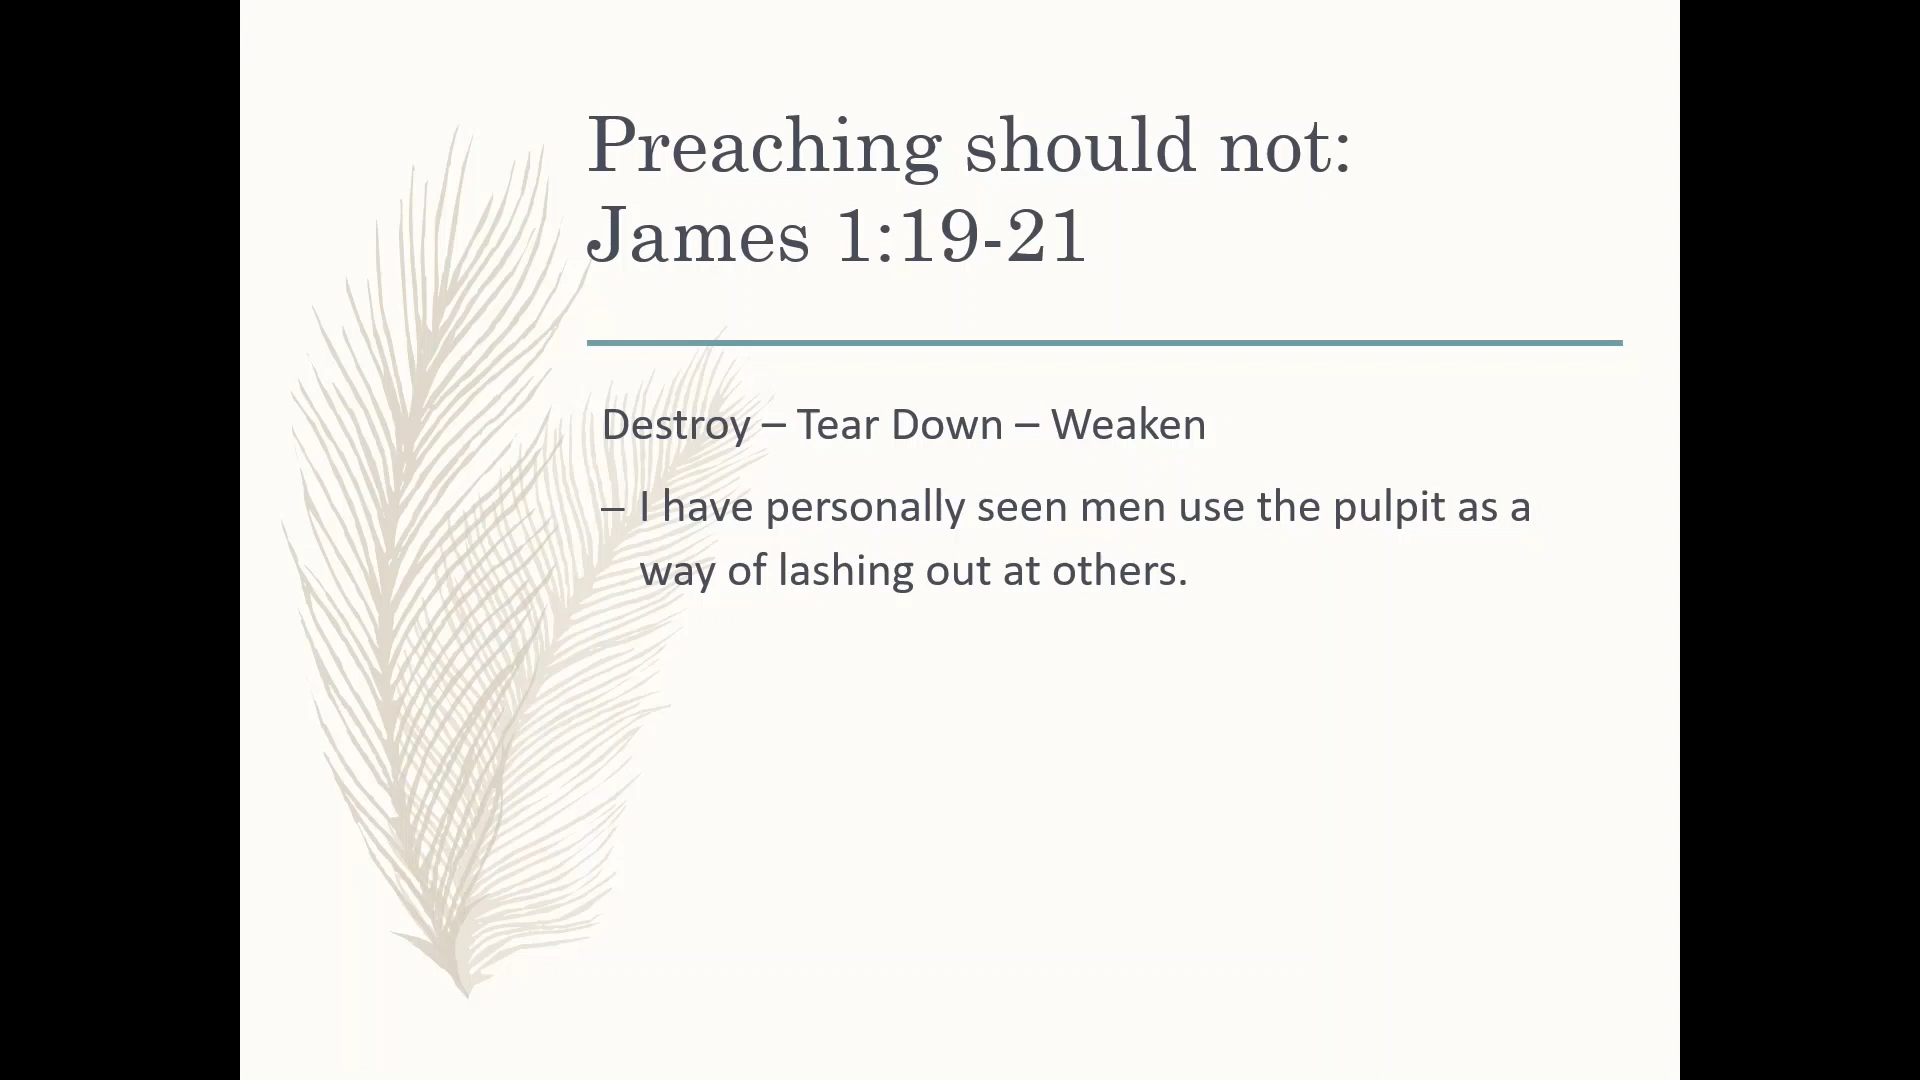 Preaching should not:
James 1:19-21
Destroy – Tear Down – Weaken
– I have personally seen men use the pulpit as a
way of lashing out at others.